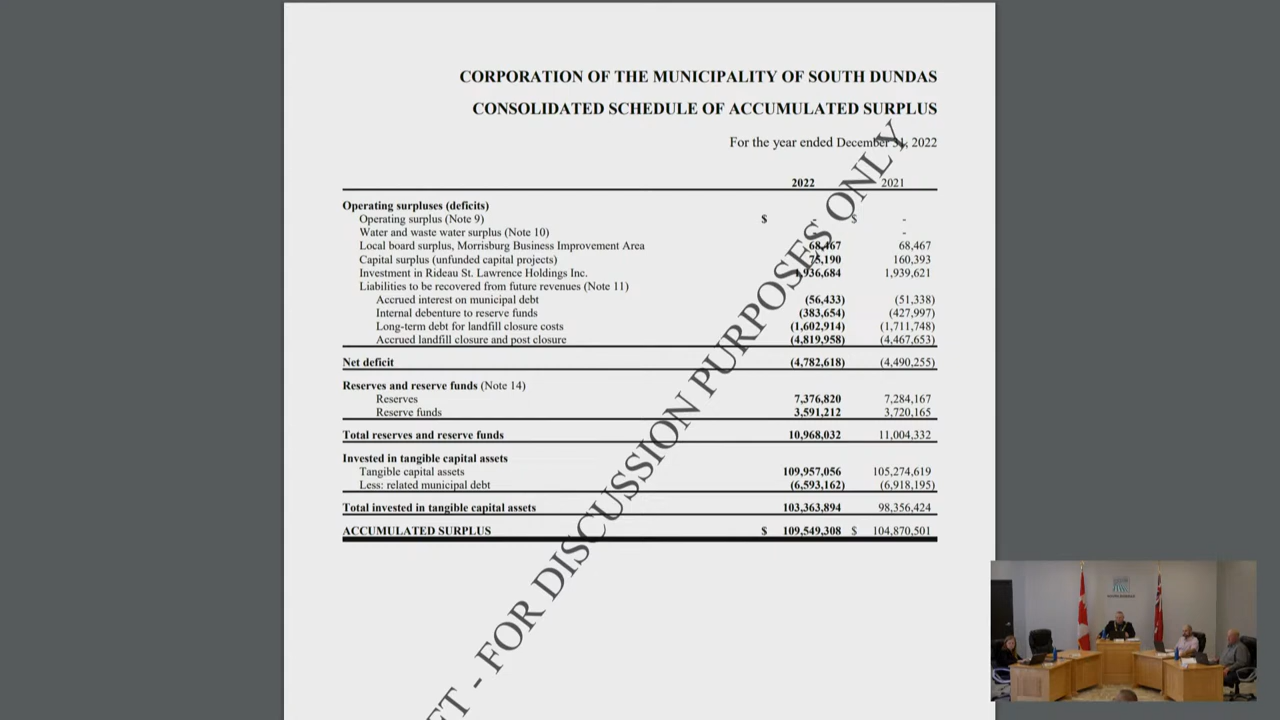 CORPORATION OF THE MUNICIPALITY OF SOUTH DUNDAS
CONSOLIDATED SCHEDULE OF ACCUMULATED SURPLUS
For the year ended December 31, 2022
2022 2021
Operating surpluses (deficits)
Operating surplus (Note 9) $ - $ -
Water and waste water surplus (Note 10) - -
Local board surplus, Morrisburg Business Improvement Area 68,467 68,467
Capital surplus (unfunded capital projects) 75,190 160,393
Investment in Rideau St. Lawrence Holdings Inc. 1,936,684 1,939,621
Liabilities to be recovered from future revenues (Note 11)
Accrued interest on municipal debt (56,433) (51,338)
Internal debenture to reserve funds (383,654) (427,997)
Long-term debt for landfill closure costs (1,602,914) (1,711,748)
Accrued landfill closure and post closure (4,819,958) (4,467,653)
Net deficit (4,782,618) (4,490,255)
Reserves and reserve funds (Note 14)
Reserves 7,376,820 7,284,167
Reserve funds 3,591,212 3,720,165
Total reserves and reserve funds 10,968,032 11,004,332
Invested in tangible capital assets
Tangible capital assets 109,957,056 105,274,619
Less: related municipal debt (6,593,162) (6,918,195)
Total invested in tangible capital assets 103,363,894 98,356,424
ACCUMULATED SURPLUS $ 109,549,308 $ 104,870,501
FT - FOR DISCUSSION PURPOSES ONLY